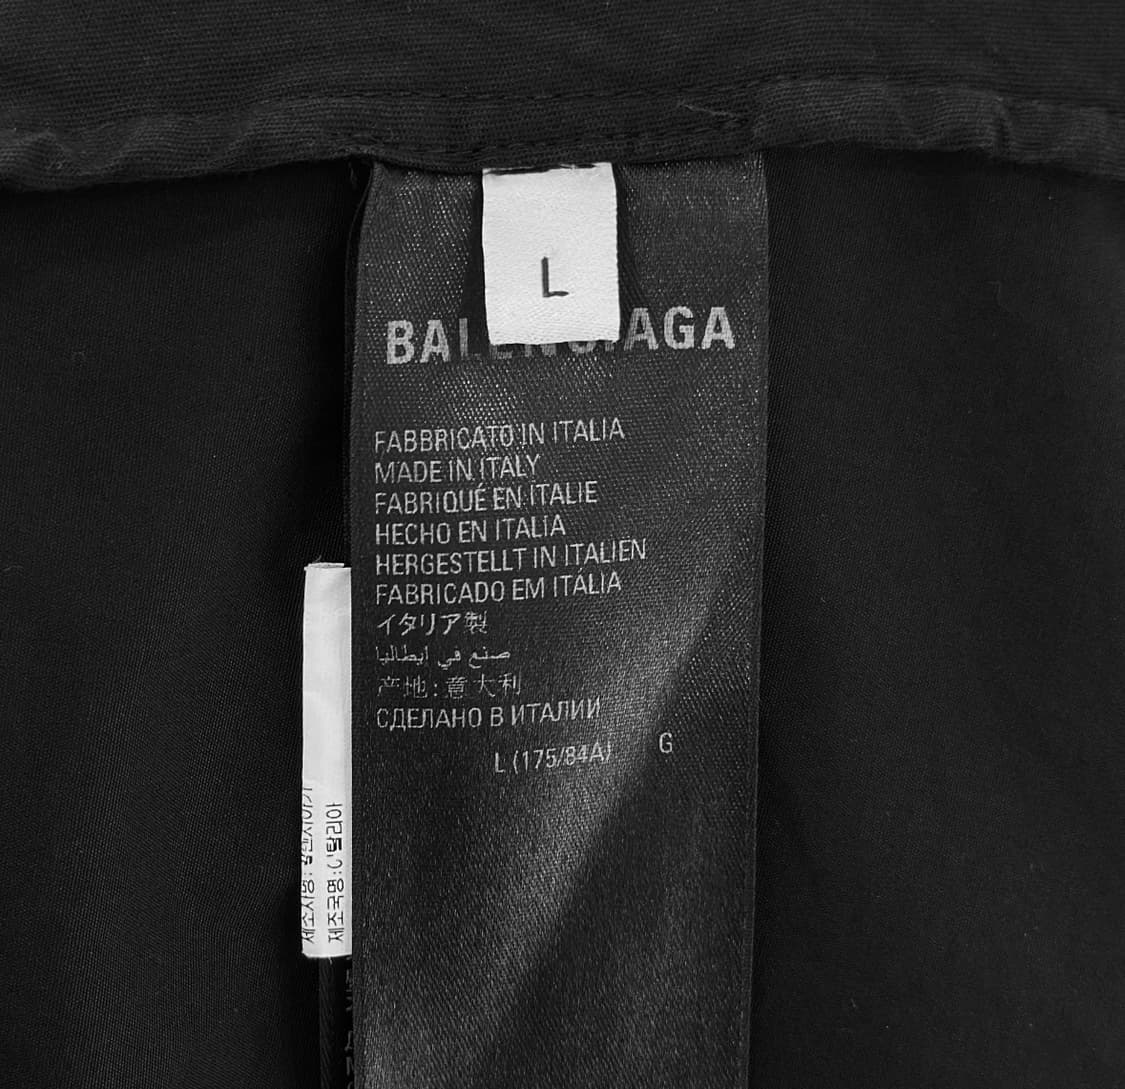 L
BALENCIAGA
FABBRICATO IN ITALIA
MADE IN ITALY
FABRIQUÉ EN ITALIE
HECHO EN ITALIA
HERGESTELLT IN ITALIEN
FABRICADO EM ITÁLIA
イタリア製
صنع في ايطاليا
产地:意大利
СДЕЛАНО В ИТАЛИИ
L (175/84A) G